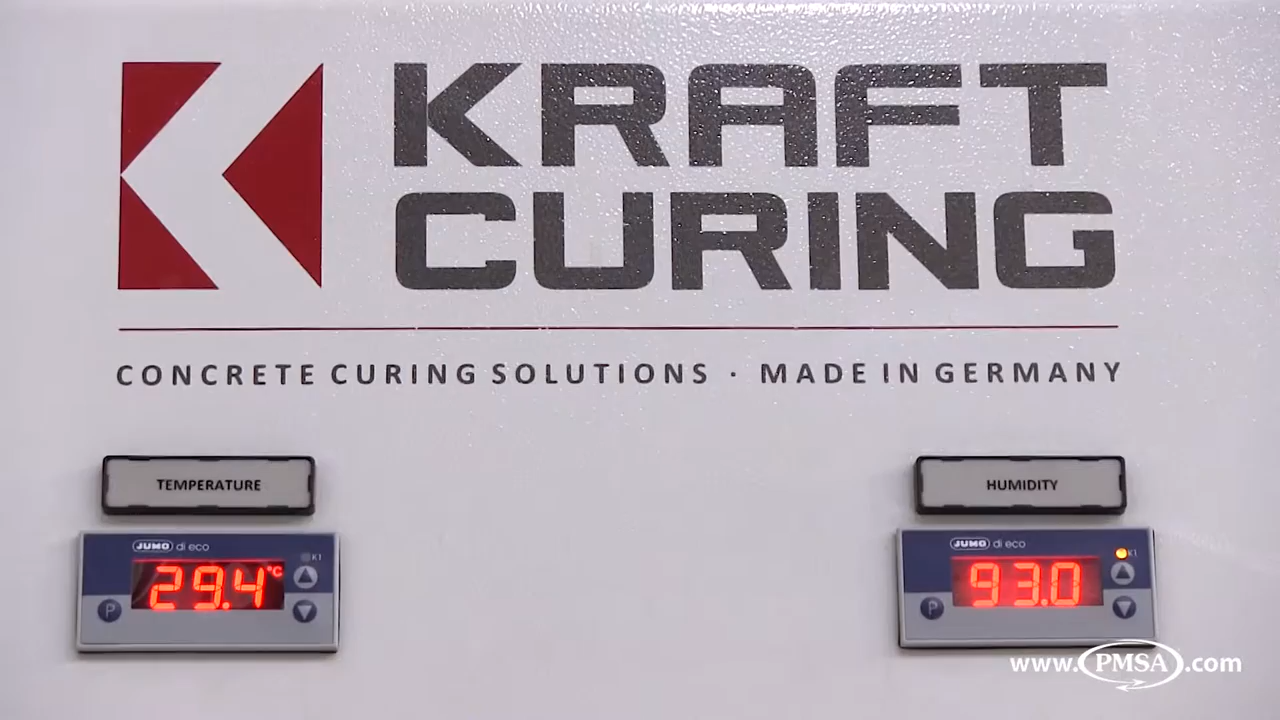 KRAFT
CURING
CONCRETE CURING SOLUTIONS · MADE IN GERMANY
TEMPERATURE
HUMIDITY
JUMO di eco
K1
29.4 °C
P
JUMO di eco
K1
93.0
P
www.PMSA.com